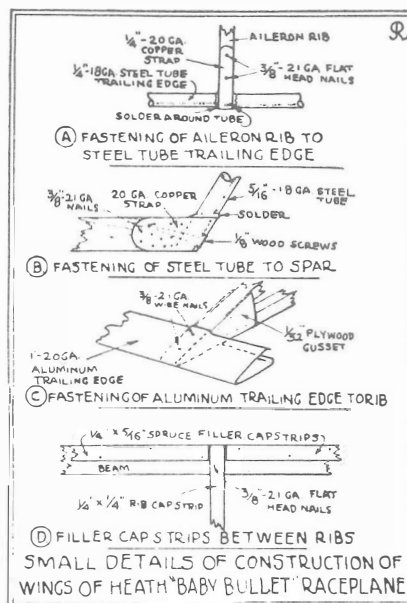 ¼"-20 GA.
COPPER
STRAP
AILERON RIB
3/8"-21 GA. FLAT
HEAD NAILS
¼"-18 GA. STEEL TUBE
TRAILING EDGE
SOLDER AROUND TUBE
A FASTENING OF AILERON RIB TO
STEEL TUBE TRAILING EDGE
3/8"-21 GA.
NAILS
20 GA. COPPER
STRAP
5/16"-18 GA STEEL
TUBE
SOLDER
1/8" WOOD SCREWS
B FASTENING OF STEEL TUBE TO SPAR
3/8-21 GA.
WIRE NAILS
1/32" PLYWOOD
GUSSET
1-20 GA.
ALUMINUM
TRAILING EDGE
C FASTENING OF ALUMINUM TRAILING EDGE TO RIB
¼" x 5/16" SPRUCE FILLER CAPSTRIPS
BEAM
¼" x ¼" RIB CAPSTRIP
3/8"-21 GA. FLAT
HEAD NAILS
D FILLER CAP STRIPS BETWEEN RIBS
SMALL DETAILS OF CONSTRUCTION OF
WINGS OF HEATH "BABY BULLET" RACEPLANE